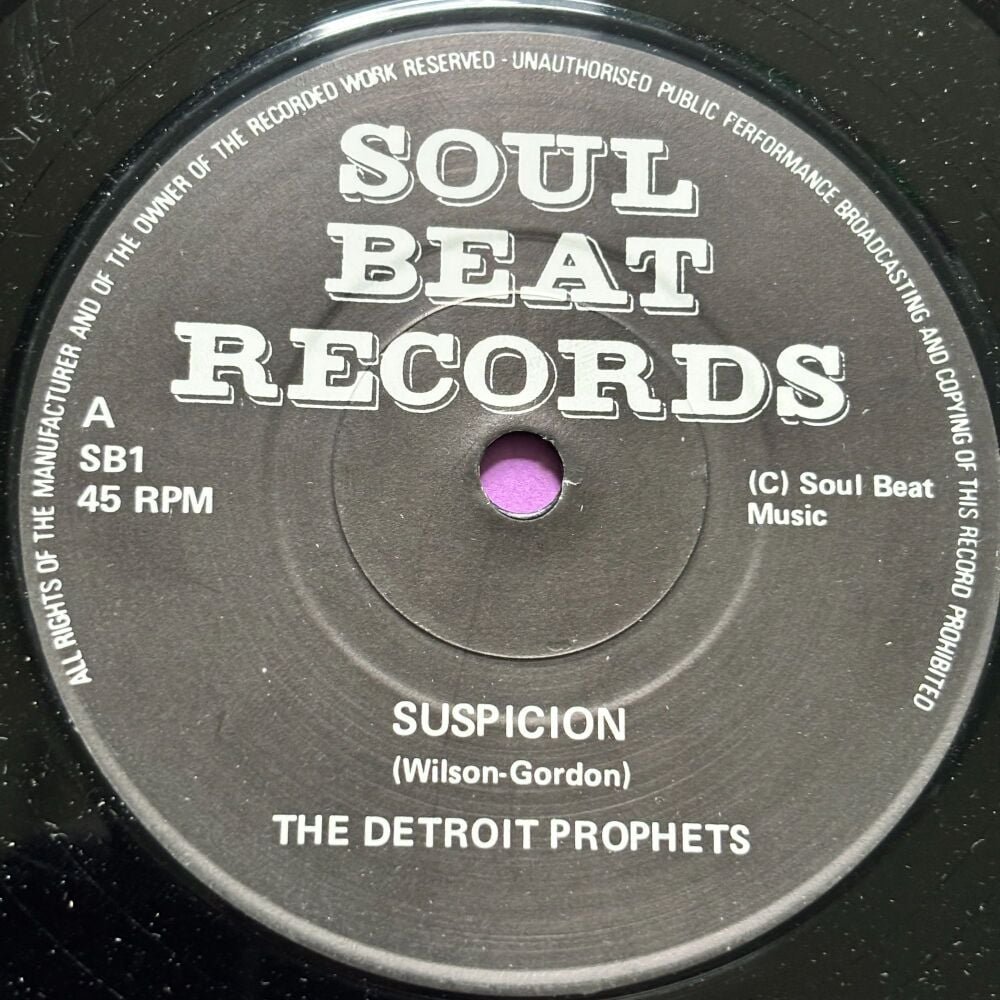 ALL RIGHTS OF THE MANUFACTURER AND OF THE OWNER OF THE RECORDED WORK RESERVED - UNAUTHORISED PUBLIC PERFORMANCE BROADCASTING AND COPYING OF THIS RECORD PROHIBITED
SOUL
BEAT
RECORDS
A
SB1
45 RPM
(C) Soul Beat
Music
SUSPICION
(Wilson-Gordon)
THE DETROIT PROPHETS